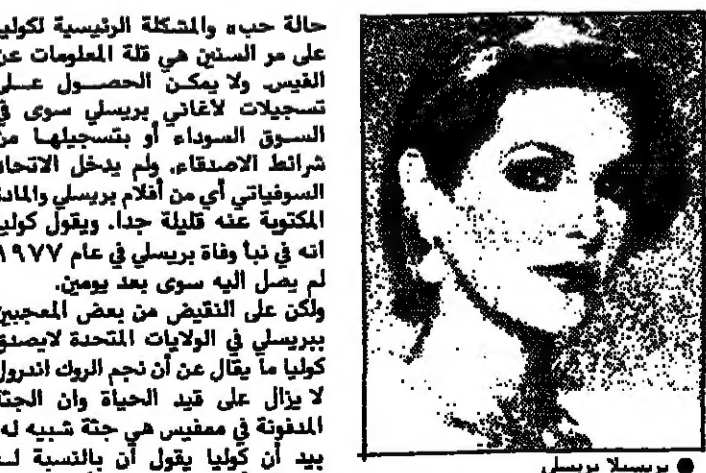 حالة حب» والمشكلة الرئيسية لكوليا
على مر السنين هي قلة المعلومات عن
الفيس. ولا يمكن الحصول على
تسجيلات لاغاني بريسلي سوى في
السوق السوداء أو بتسجيلها من
شرائط الاصدقاء. ولم يدخل الاتحاد
السوفياتي أي من أفلام بريسلي والمادة
المكتوبة عنه قليلة جدا. ويقول كوليا
انه في نبأ وفاة بريسلي في عام ١٩٧٧
لم يصل اليه سوى بعد يومين.
ولكن على النقيض من بعض المعجبين
ببريسلي في الولايات المتحدة لايصدق
كوليا ما يقال عن أن نجم الروك اندرول
لا يزال على قيد الحياة وان الجثة
المدفونة في ممفيس هي جثة شبيه له.
بيد أن كوليا يقول أن بالنسبة له
● بريسيلا بريسلي